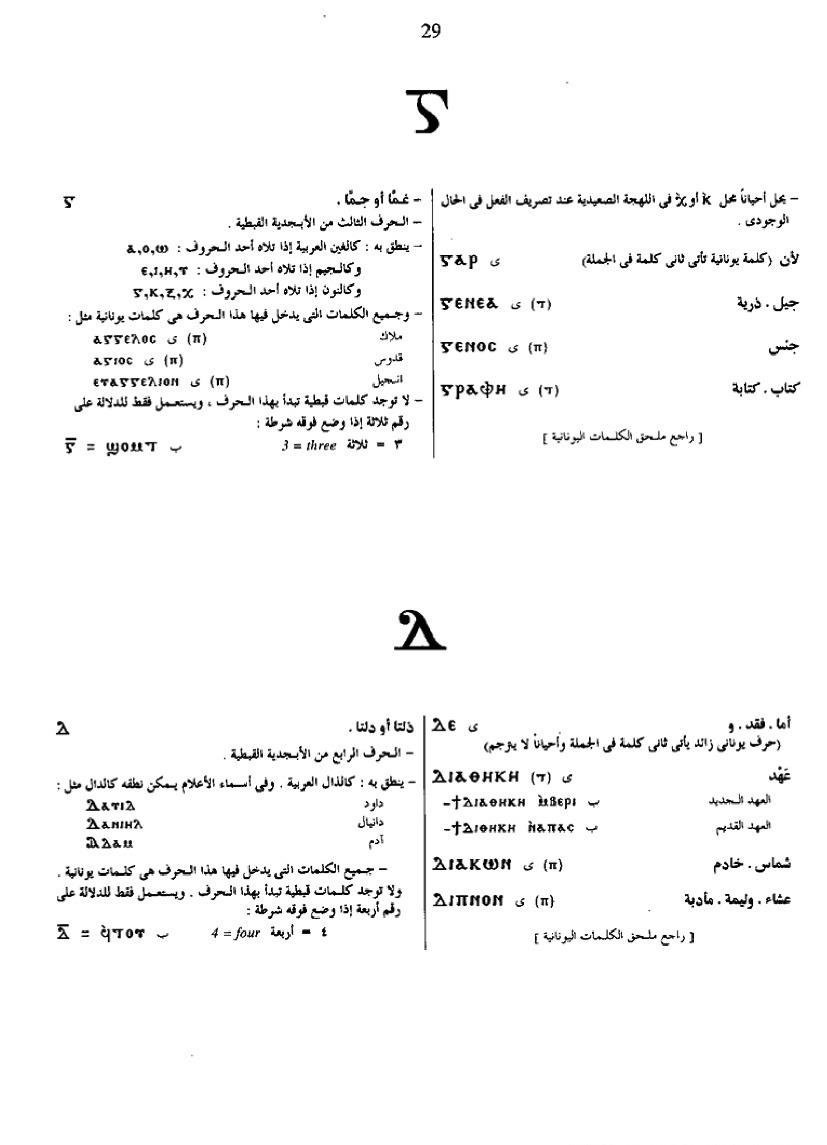 29
Ⲅ
ⲅ – غمّا أو جمّا .
– الحرف الثالث من الأبجدية القبطية .
– ينطق به : كالغين العربية إذا تلاه أحد الحروف : ⲁ,ⲟ,ⲱ
وكالجيم إذا تلاه أحد الحروف : ⲉ,ⲓ,ⲏ,ⲩ
وكالنون إذا تلاه أحد الحروف : ⲅ,ⲕ,ⲝ,ⲭ
– وجميع الكلمات التى يدخل فيها هذا الحرف هى كلمات يونانية مثل :
ⲁⲅⲅⲉⲗⲟⲥ ى (ⲡ) ملاك
ⲁⲅⲓⲟⲥ ى (ⲡ) قدوس
ⲉⲩⲁⲅⲅⲉⲗⲓⲟⲛ ى (ⲡ) انجيل
– لا توجد كلمات قبطية تبدأ بهذا الحرف ، ويستعمل فقط للدلالة على
رقم ثلاثة إذا وضع فوقه شرطة :
ⲅ̅ = ϣⲟⲙⲧ ب 3 = three ثلاثة = ٣
– يحل أحياناً محل ⲕ̀ أو ⲭ̀ فى اللهجة الصعيدية عند تصريف الفعل فى الحال
الوجودى .
ⲅⲁⲣ ى لأن (كلمة يونانية تأتى ثانى كلمة فى الجملة)
ⲅⲉⲛⲉⲁ ى (ⲧ) جيل . ذرية
ⲅⲉⲛⲟⲥ ى (ⲡ) جنس
ⲅⲣⲁⲫⲏ ى (ⲧ) كتاب . كتابة
[ راجع ملحق الكلمات اليونانية ]
Ⲇ
ⲇ ذلتا أو دلتا .
– الحرف الرابع من الأبجدية القبطية .
– ينطق به : كالذال العربية . وفى أسماء الأعلام يمكن نطقه كالدال مثل :
ⲇⲁⲩⲓⲇ داود
ⲇⲁⲛⲓⲏⲗ دانيال
ⲁⲇⲁⲙ آدم
– جميع الكلمات التى يدخل فيها هذا الحرف هى كلمات يونانية .
ولا توجد كلمات قبطية تبدأ بهذا الحرف . ويستعمل فقط للدلالة على
رقم أربعة إذا وضع فوقه شرطة :
ⲇ̅ = ϥ̀ⲧⲟⲩ ب 4 = four أربعة = ٤
ⲇⲉ ى أما . فقد . و
(حرف يونانى زائد يأتى ثانى كلمة فى الجملة وأحياناً لا يترجم)
ⲇⲓⲁⲑⲏⲕⲏ (ⲧ) ى عَهْد
–ϯⲇⲓⲁⲑⲏⲕⲏ ⲙ̀ⲃⲉⲣⲓ ب العهد الجديد
–ϯⲇⲓⲑⲏⲕⲏ ⲛ̀ⲁⲡⲁⲥ ب العهد القديم
ⲇⲓⲁⲕⲱⲛ ى (ⲡ) شماس . خادم
ⲇⲓⲡⲛⲟⲛ ى (ⲡ) عشاء . وليمة . مأدبة
[ راجع ملحق الكلمات اليونانية ]